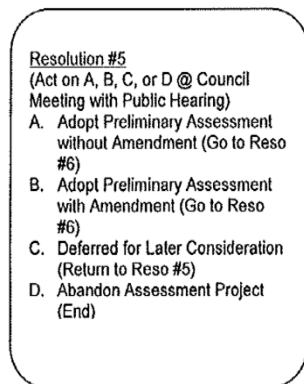 Resolution #5
(Act on A, B, C, or D @ Council
Meeting with Public Hearing)
A. Adopt Preliminary Assessment
without Amendment (Go to Reso
#6)
B. Adopt Preliminary Assessment
with Amendment (Go to Reso
#6)
C. Deferred for Later Consideration
(Return to Reso #5)
D. Abandon Assessment Project
(End)